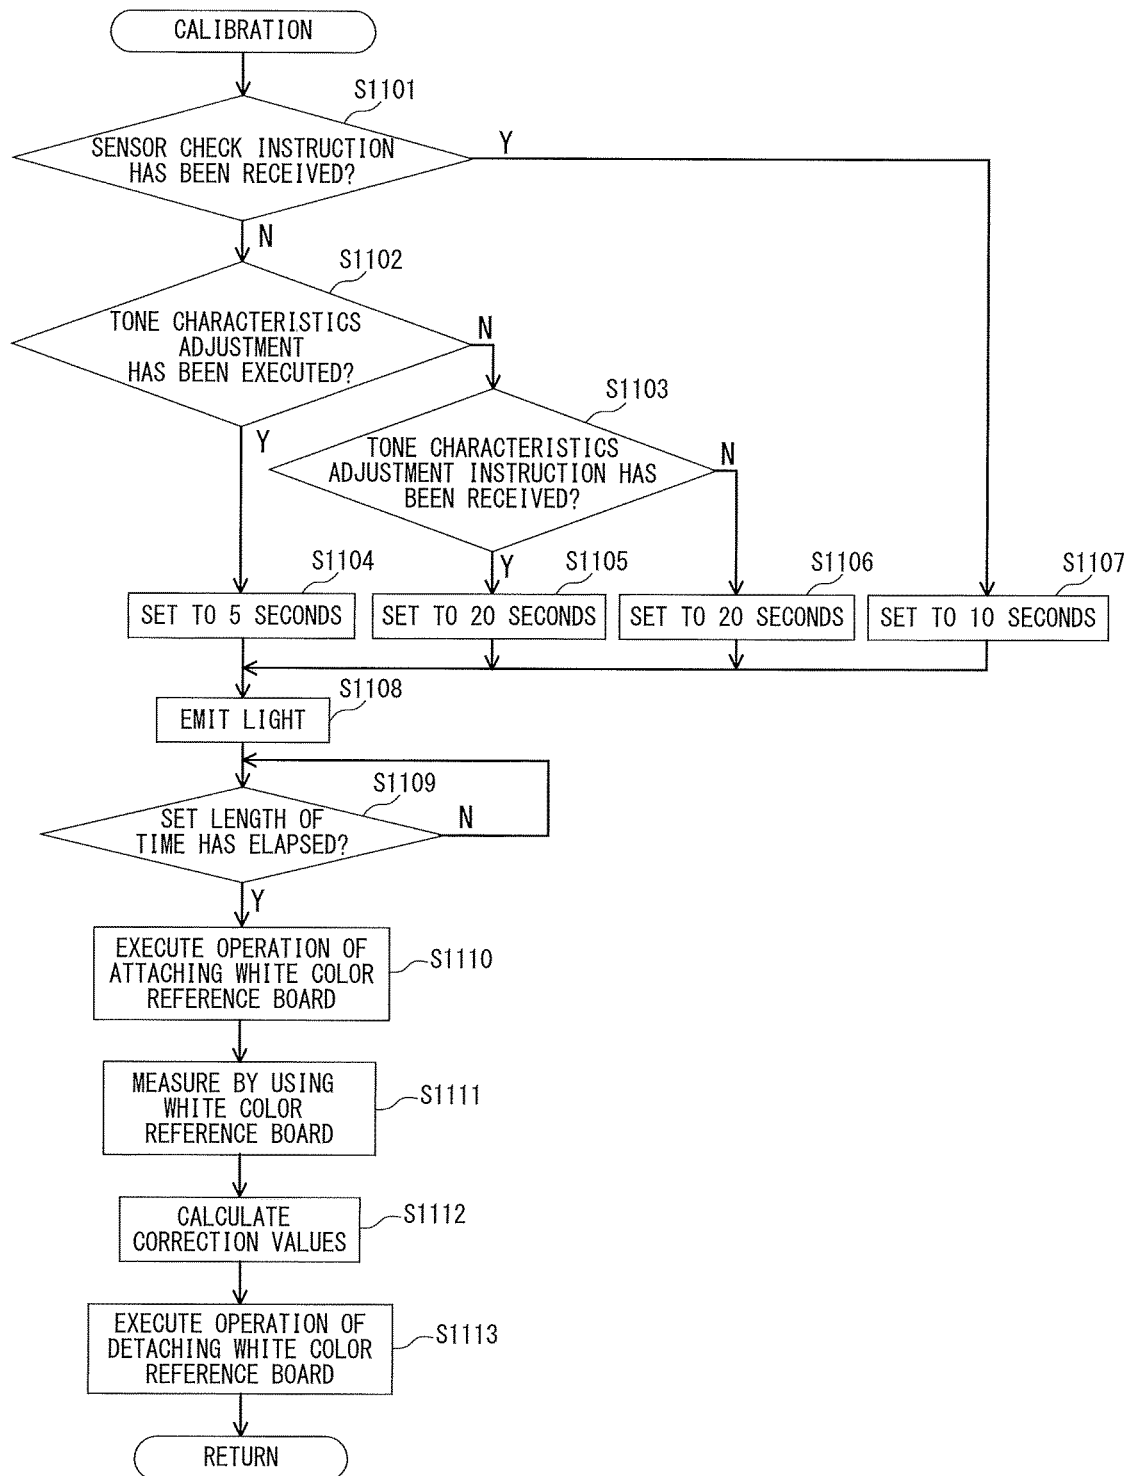 CALIBRATION
S1101
SENSOR CHECK INSTRUCTION
HAS BEEN RECEIVED?
Y
N
S1102
TONE CHARACTERISTICS
ADJUSTMENT
HAS BEEN EXECUTED?
N
Y
S1103
TONE CHARACTERISTICS
ADJUSTMENT INSTRUCTION HAS
BEEN RECEIVED?
N
Y
S1104
SET TO 5 SECONDS
S1105
SET TO 20 SECONDS
S1106
SET TO 20 SECONDS
S1107
SET TO 10 SECONDS
S1108
EMIT LIGHT
S1109
SET LENGTH OF
TIME HAS ELAPSED?
N
Y
EXECUTE OPERATION OF
ATTACHING WHITE COLOR
REFERENCE BOARD
S1110
MEASURE BY USING
WHITE COLOR
REFERENCE BOARD
S1111
CALCULATE
CORRECTION VALUES
S1112
EXECUTE OPERATION OF
DETACHING WHITE COLOR
REFERENCE BOARD
S1113
RETURN